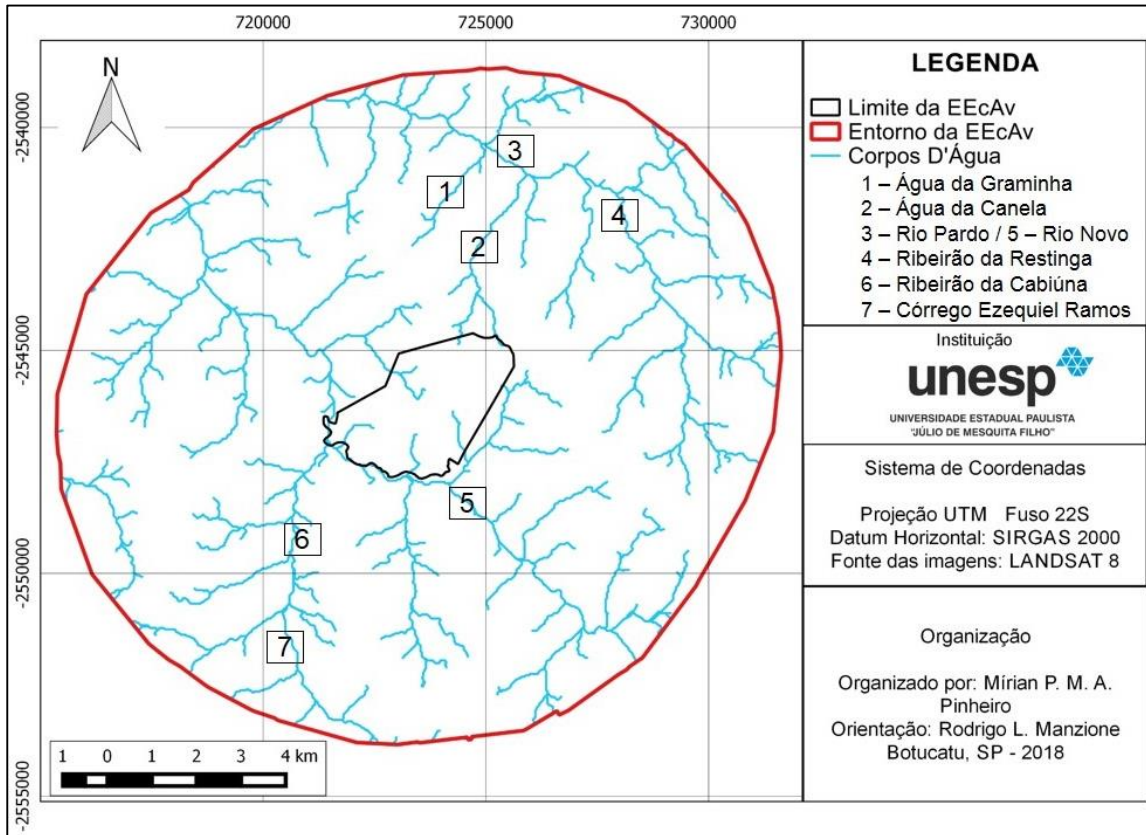 720000
725000
730000
N
-2540000
-2545000
-2550000
-2555000
3
1
4
2
5
6
7
1 0 1 2 3 4 km
LEGENDA
Limite da EEcAv
Entorno da EEcAv
Corpos D'Água
1 – Água da Graminha
2 – Água da Canela
3 – Rio Pardo / 5 – Rio Novo
4 – Ribeirão da Restinga
6 – Ribeirão da Cabiúna
7 – Córrego Ezequiel Ramos
Instituição
unesp
UNIVERSIDADE ESTADUAL PAULISTA
"JÚLIO DE MESQUITA FILHO"
Sistema de Coordenadas
Projeção UTM Fuso 22S
Datum Horizontal: SIRGAS 2000
Fonte das imagens: LANDSAT 8
Organização
Organizado por: Mírian P. M. A.
Pinheiro
Orientação: Rodrigo L. Manzione
Botucatu, SP - 2018